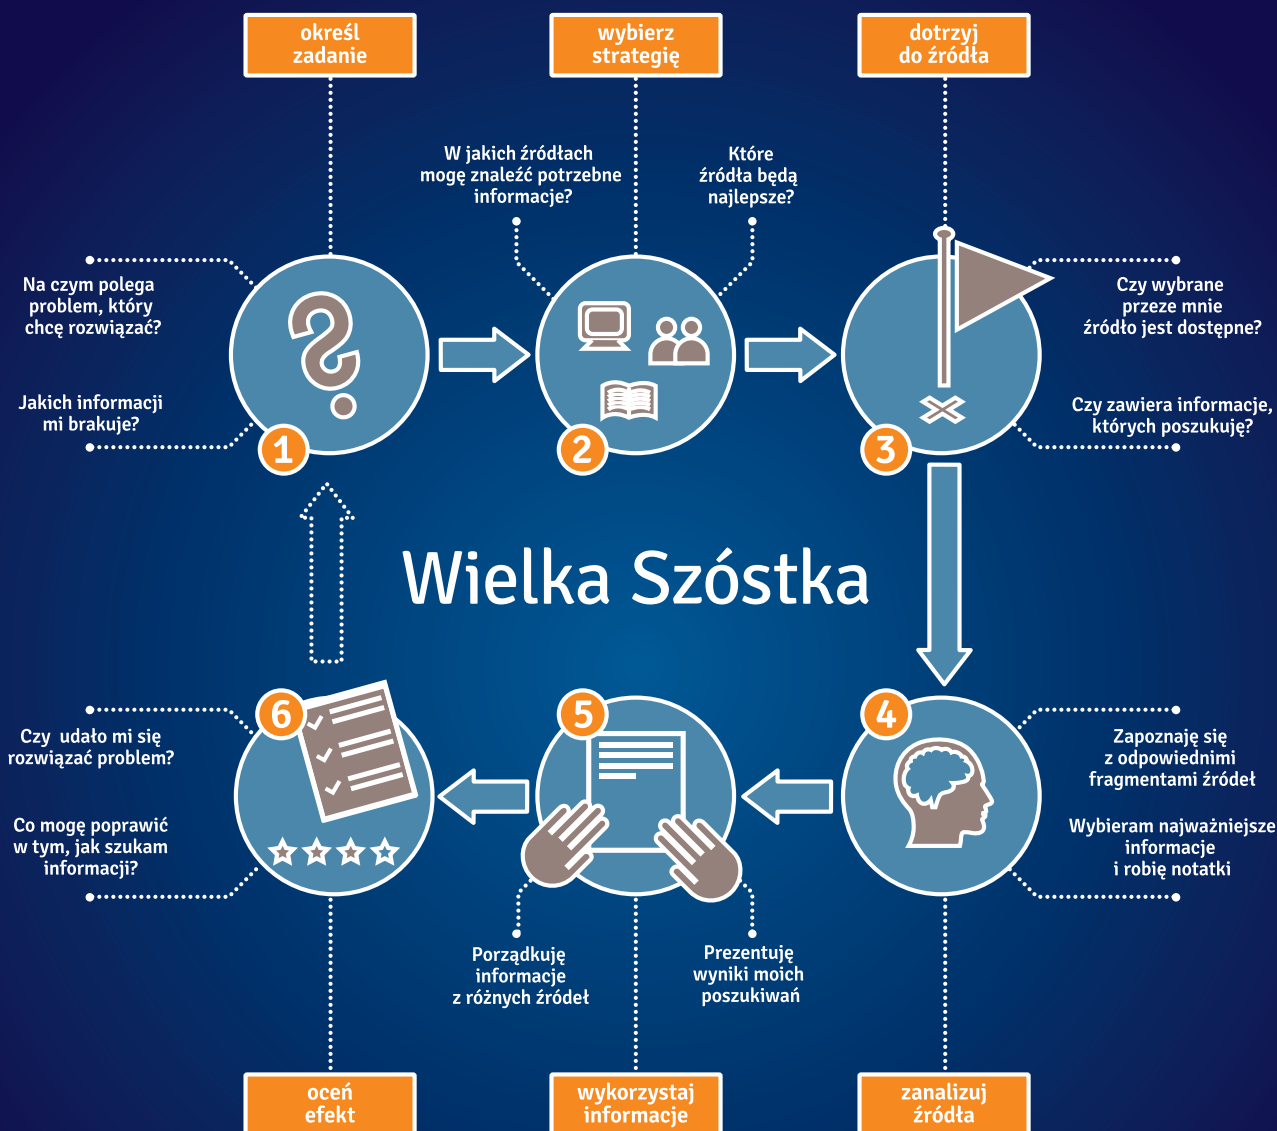 określ
zadanie
wybierz
strategię
dotrzyj
do źródła
W jakich źródłach
mogę znaleźć potrzebne
informacje?
Które
źródła będą
najlepsze?
Na czym polega
problem, który
chcę rozwiązać?
Jakich informacji
mi brakuje?
Czy wybrane
przeze mnie
źródło jest dostępne?
Czy zawiera informacje,
których poszukuję?
1
2
3
Wielka Szóstka
6
5
4
Czy udało mi się
rozwiązać problem?
Co mogę poprawić
w tym, jak szukam
informacji?
Zapoznaję się
z odpowiednimi
fragmentami źródeł
Wybieram najważniejsze
informacje
i robię notatki
Porządkuję
informacje
z różnych źródeł
Prezentuję
wyniki moich
poszukiwań
oceń
efekt
wykorzystaj
informacje
zanalizuj
źródła